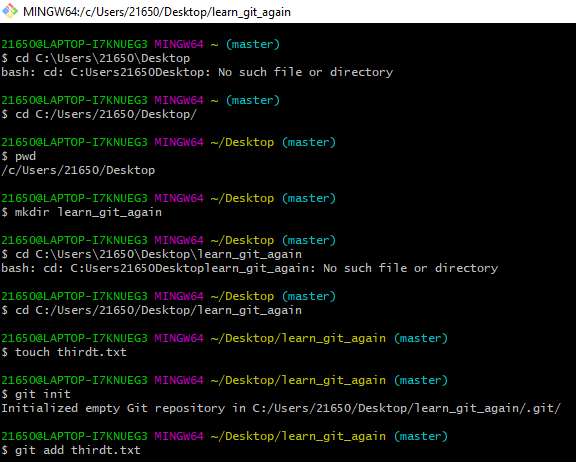 MINGW64:/c/Users/21650/Desktop/learn_git_again
21650@LAPTOP-I7KNUEG3 MINGW64 ~ (master)
$ cd C:\Users\21650\Desktop
bash: cd: C:Users21650Desktop: No such file or directory
21650@LAPTOP-I7KNUEG3 MINGW64 ~ (master)
$ cd C:/Users/21650/Desktop/
21650@LAPTOP-I7KNUEG3 MINGW64 ~/Desktop (master)
$ pwd
/c/Users/21650/Desktop
21650@LAPTOP-I7KNUEG3 MINGW64 ~/Desktop (master)
$ mkdir learn_git_again
21650@LAPTOP-I7KNUEG3 MINGW64 ~/Desktop (master)
$ cd C:\Users\21650\Desktop\learn_git_again
bash: cd: C:Users21650Desktoplearn_git_again: No such file or directory
21650@LAPTOP-I7KNUEG3 MINGW64 ~/Desktop (master)
$ cd C:/Users/21650/Desktop/learn_git_again
21650@LAPTOP-I7KNUEG3 MINGW64 ~/Desktop/learn_git_again (master)
$ touch thirdt.txt
21650@LAPTOP-I7KNUEG3 MINGW64 ~/Desktop/learn_git_again (master)
$ git init
Initialized empty Git repository in C:/Users/21650/Desktop/learn_git_again/.git/
21650@LAPTOP-I7KNUEG3 MINGW64 ~/Desktop/learn_git_again (master)
$ git add thirdt.txt